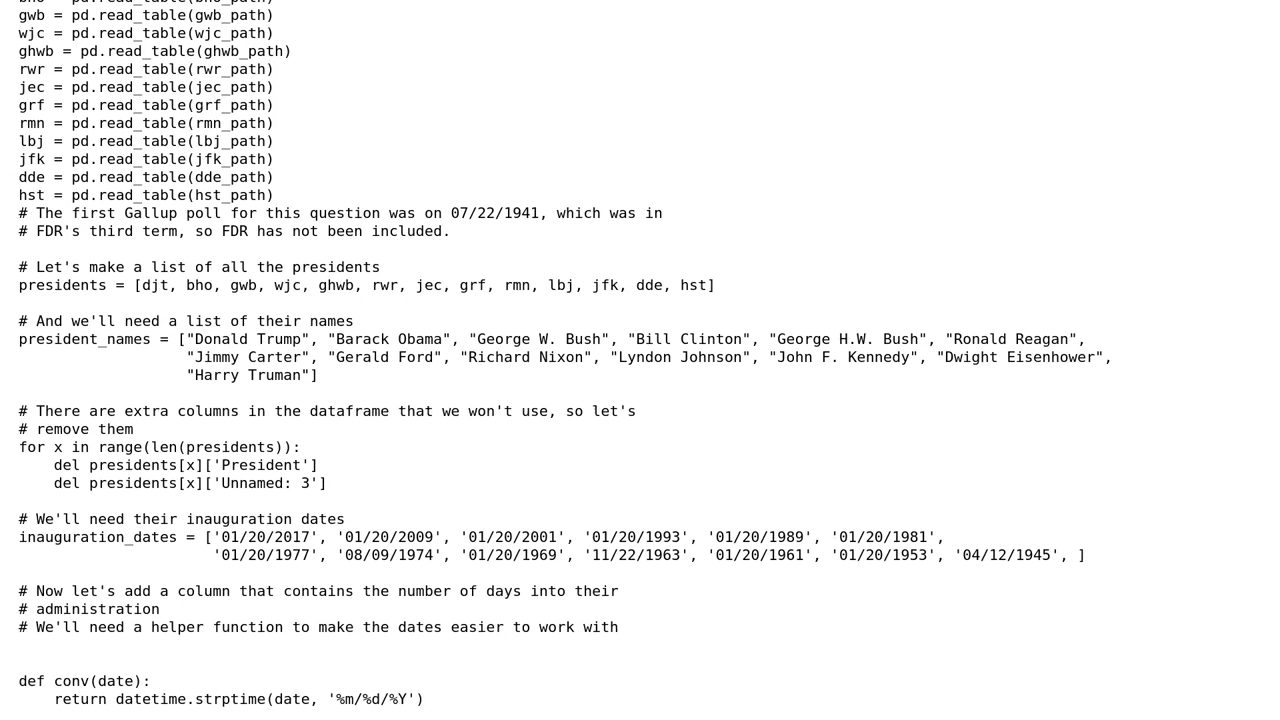 bho = pd.read_table(bho_path)
gwb = pd.read_table(gwb_path)
wjc = pd.read_table(wjc_path)
ghwb = pd.read_table(ghwb_path)
rwr = pd.read_table(rwr_path)
jec = pd.read_table(jec_path)
grf = pd.read_table(grf_path)
rmn = pd.read_table(rmn_path)
lbj = pd.read_table(lbj_path)
jfk = pd.read_table(jfk_path)
dde = pd.read_table(dde_path)
hst = pd.read_table(hst_path)
# The first Gallup poll for this question was on 07/22/1941, which was in
# FDR's third term, so FDR has not been included.

# Let's make a list of all the presidents
presidents = [djt, bho, gwb, wjc, ghwb, rwr, jec, grf, rmn, lbj, jfk, dde, hst]

# And we'll need a list of their names
president_names = ["Donald Trump", "Barack Obama", "George W. Bush", "Bill Clinton", "George H.W. Bush", "Ronald Reagan",
                   "Jimmy Carter", "Gerald Ford", "Richard Nixon", "Lyndon Johnson", "John F. Kennedy", "Dwight Eisenhower",
                   "Harry Truman"]

# There are extra columns in the dataframe that we won't use, so let's
# remove them
for x in range(len(presidents)):
    del presidents[x]['President']
    del presidents[x]['Unnamed: 3']

# We'll need their inauguration dates
inauguration_dates = ['01/20/2017', '01/20/2009', '01/20/2001', '01/20/1993', '01/20/1989', '01/20/1981',
                      '01/20/1977', '08/09/1974', '01/20/1969', '11/22/1963', '01/20/1961', '01/20/1953', '04/12/1945', ]

# Now let's add a column that contains the number of days into their
# administration
# We'll need a helper function to make the dates easier to work with


def conv(date):
    return datetime.strptime(date, '%m/%d/%Y')